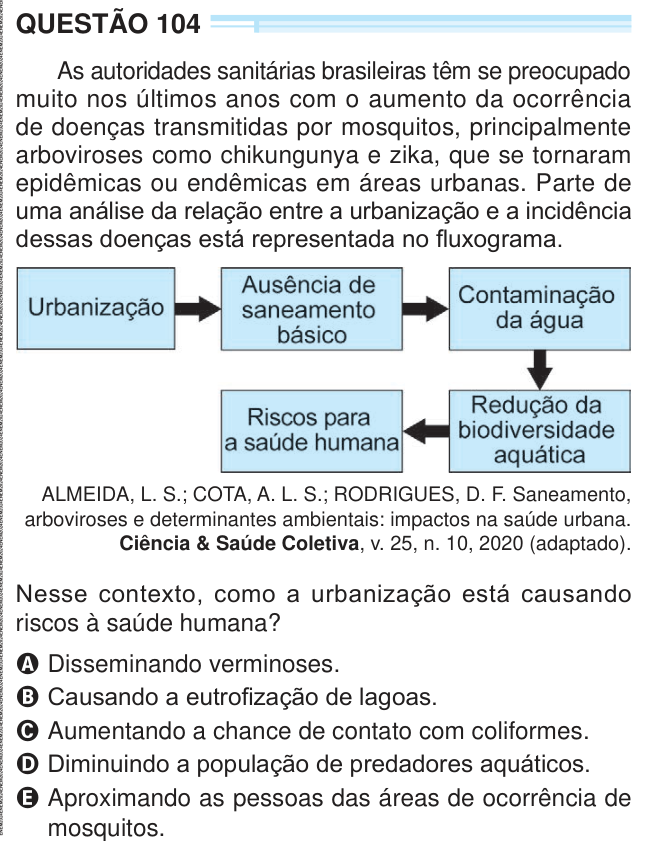 QUESTÃO 104
As autoridades sanitárias brasileiras têm se preocupado
muito nos últimos anos com o aumento da ocorrência
de doenças transmitidas por mosquitos, principalmente
arboviroses como chikungunya e zika, que se tornaram
epidêmicas ou endêmicas em áreas urbanas. Parte de
uma análise da relação entre a urbanização e a incidência
dessas doenças está representada no fluxograma.
Urbanização
Ausência de
saneamento
básico
Contaminação
da água
Redução da
biodiversidade
aquática
Riscos para
a saúde humana
ALMEIDA, L. S.; COTA, A. L. S.; RODRIGUES, D. F. Saneamento,
arboviroses e determinantes ambientais: impactos na saúde urbana.
Ciência & Saúde Coletiva, v. 25, n. 10, 2020 (adaptado).
Nesse contexto, como a urbanização está causando
riscos à saúde humana?
A Disseminando verminoses.
B Causando a eutrofização de lagoas.
C Aumentando a chance de contato com coliformes.
D Diminuindo a população de predadores aquáticos.
E Aproximando as pessoas das áreas de ocorrência de
mosquitos.